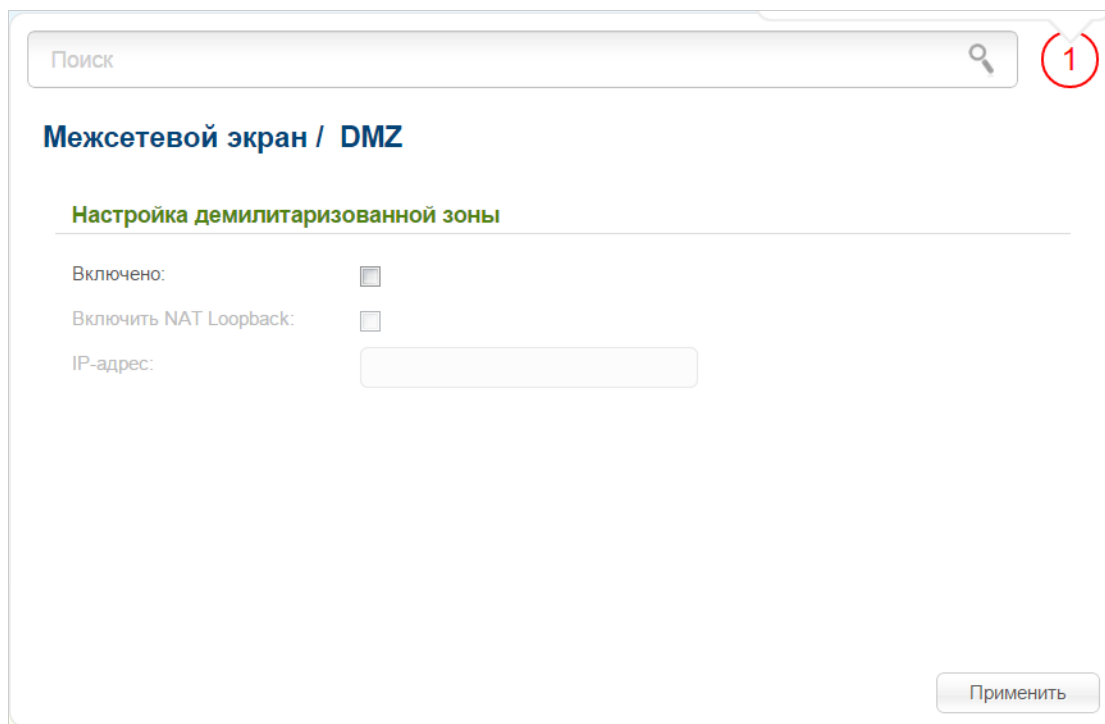 Поиск
1
Межсетевой экран / DMZ
Настройка демилитаризованной зоны
Включено:
Включить NAT Loopback:
IP-адрес:
Применить